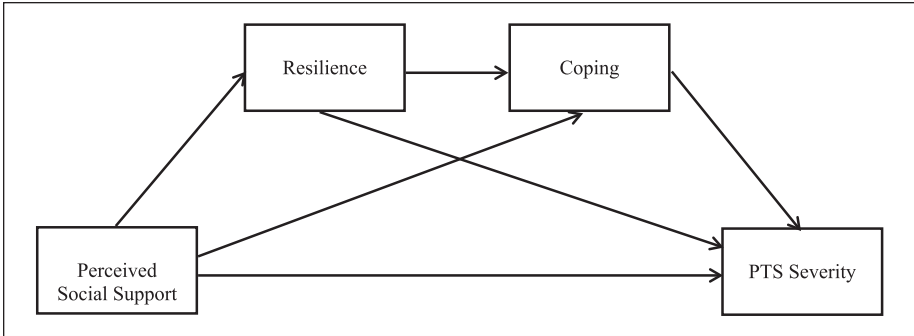 Resilience
Coping
Perceived
Social Support
PTS Severity